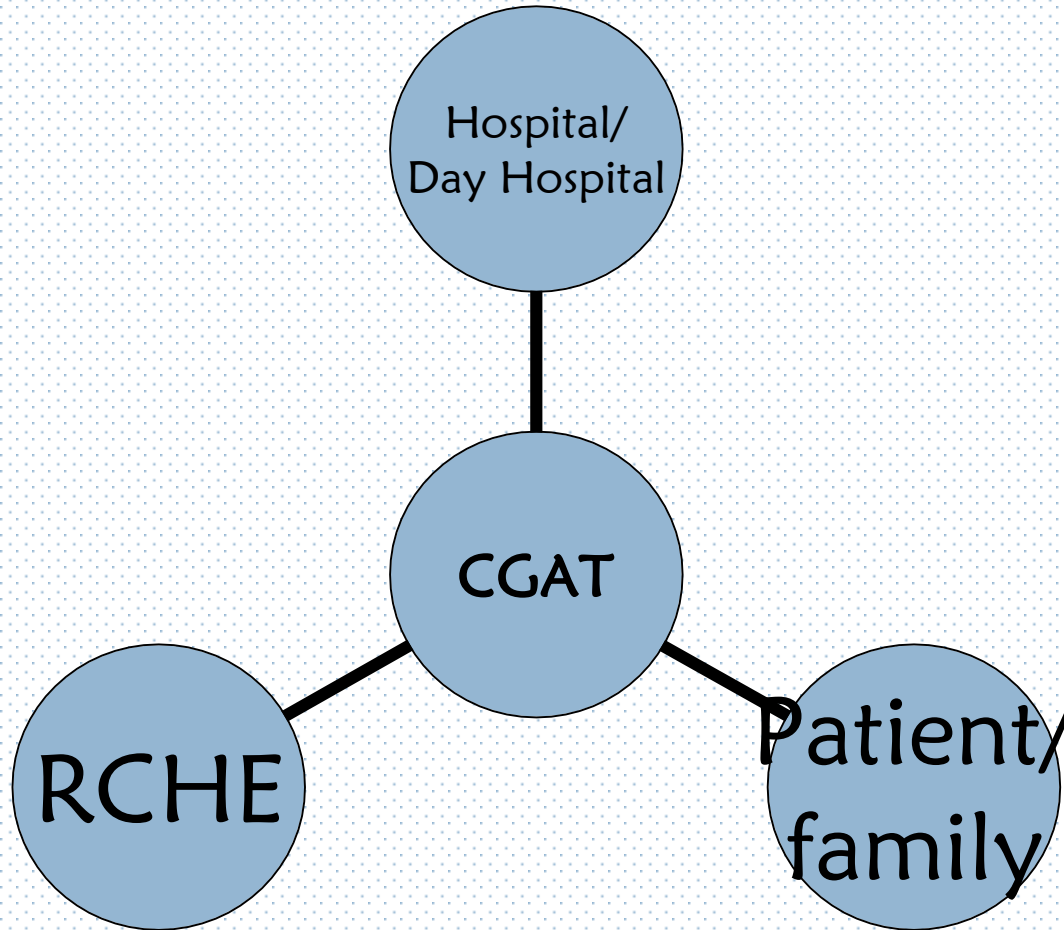 Hospital/
Day Hospital
CGAT
RCHE
Patient/
family